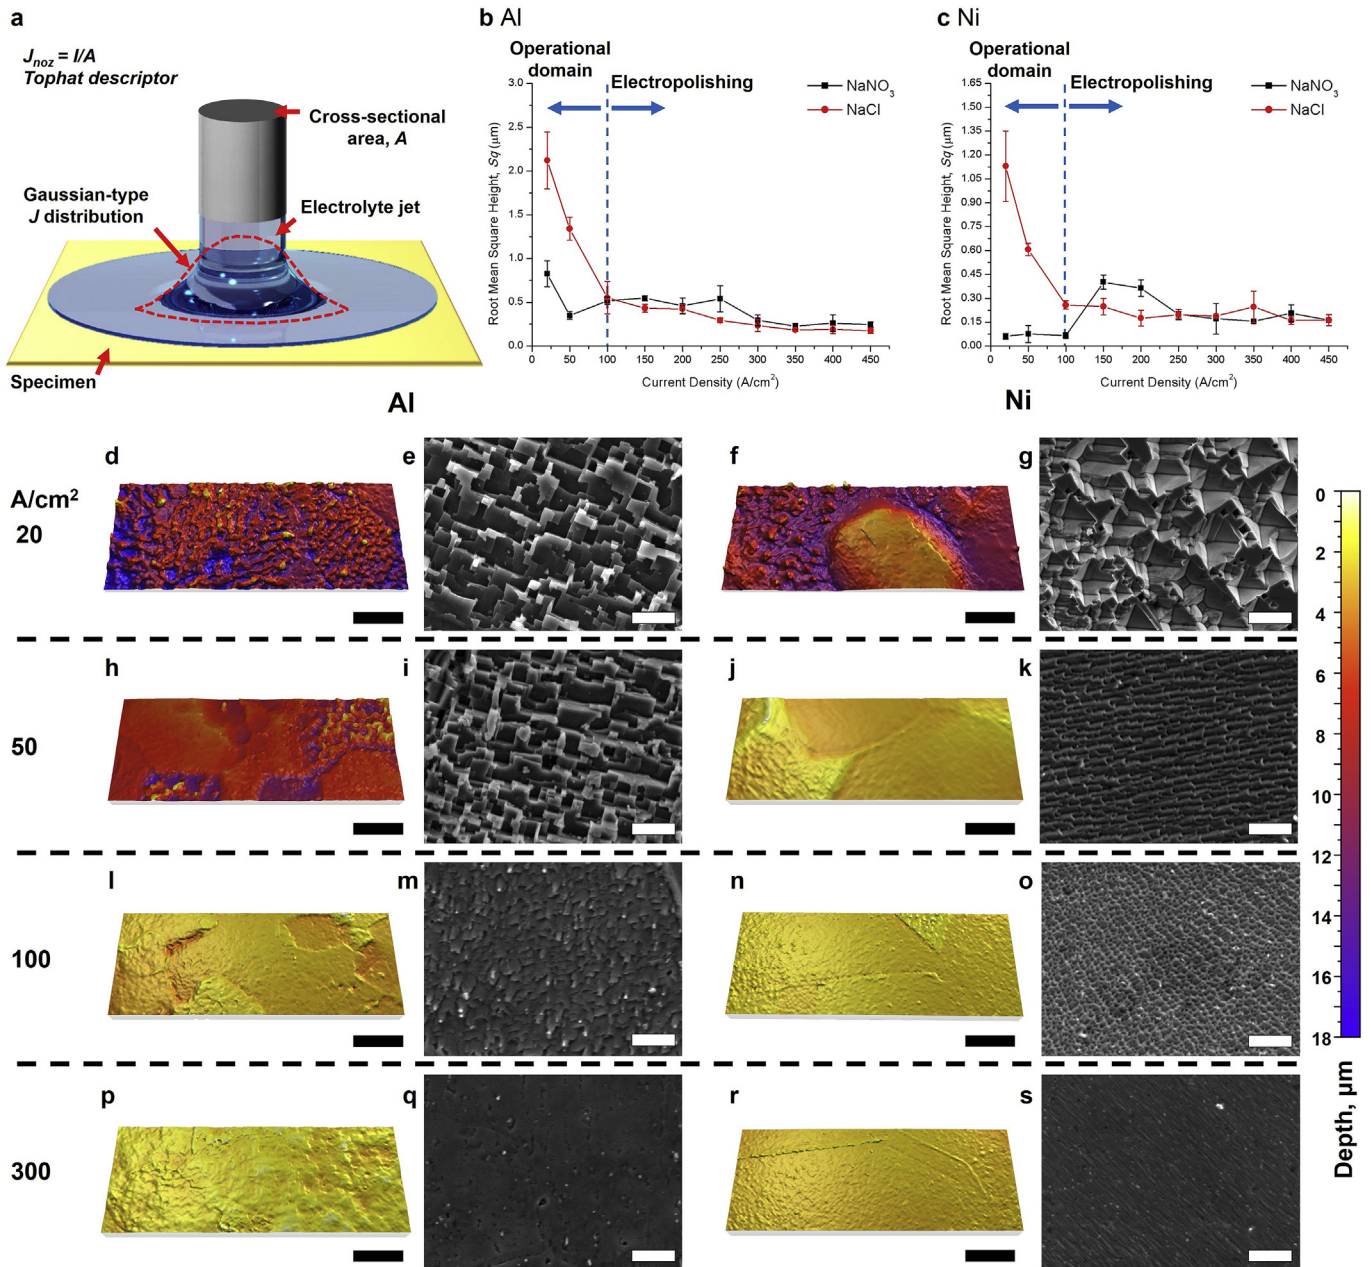 a
J_noz = I/A
Tophat descriptor
Cross-sectional
area, A
Gaussian-type
J distribution
Electrolyte jet
Specimen
b Al
Operational
domain
Electropolishing
NaNO₃
NaCl
Root Mean Square Height, Sq (μm)
3.0
2.5
2.0
1.5
1.0
0.5
0.0
0 50 100 150 200 250 300 350 400 450
Current Density (A/cm²)
c Ni
Operational
domain
Electropolishing
NaNO₃
NaCl
Root Mean Square Height, Sq (μm)
1.65
1.50
1.35
1.20
1.05
0.90
0.75
0.60
0.45
0.30
0.15
0.00
0 50 100 150 200 250 300 350 400 450
Current Density (A/cm²)
Al
Ni
d e f g
A/cm²
20
h i j k
50
l m n o
100
p q r s
300
0
2
4
6
8
10
12
14
16
18
Depth, μm